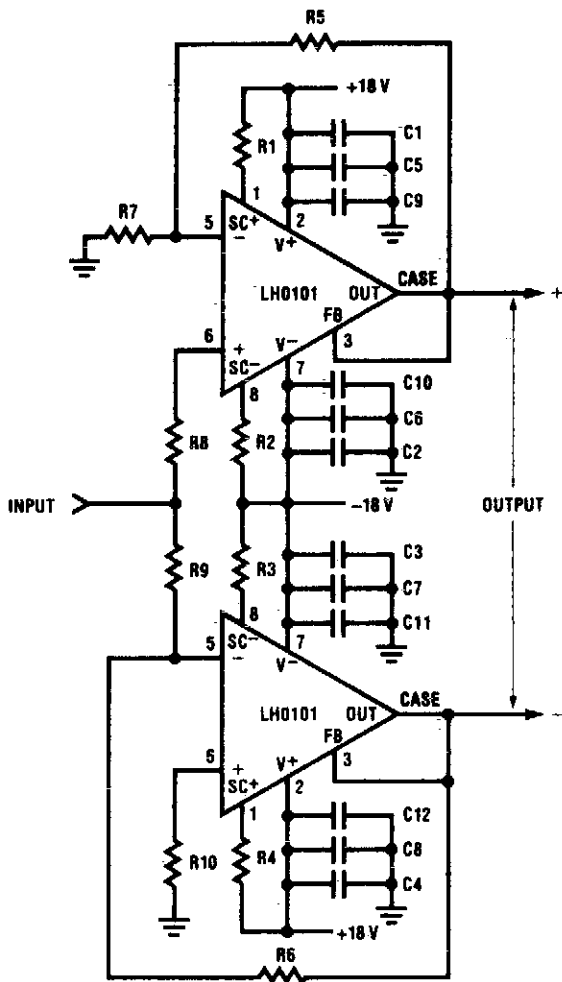 R5
+18 V
R1
C1
C5
C9
1
2
R7
5
SC+
−
V+
LH0101
OUT
CASE
+
FB
3
6
+
SC−
V−
7
8
C10
C6
C2
R8
R2
INPUT
−18 V
OUTPUT
R9
R3
C3
C7
C11
8
7
5
−
SC−
V−
CASE
LH0101
OUT
−
FB
3
6
+
SC+
V+
2
1
C12
C8
C4
R10
R4
+18 V
R6